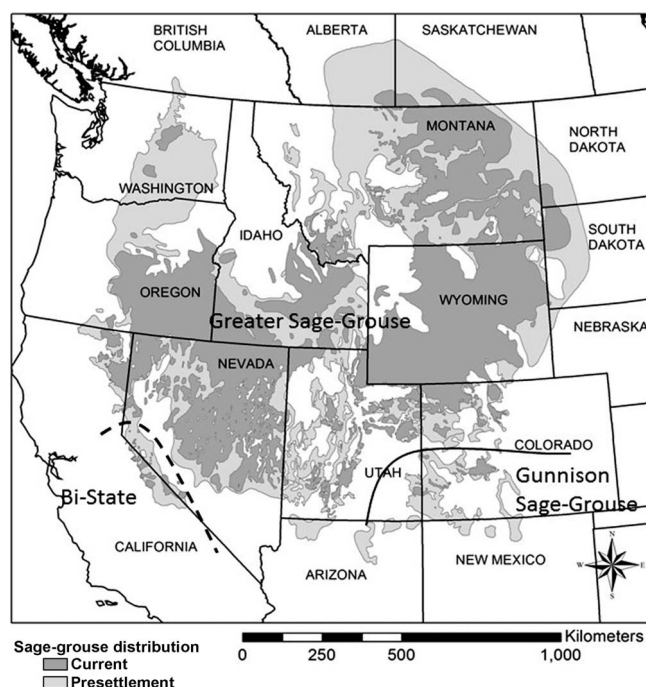 BRITISH
COLUMBIA
ALBERTA
SASKATCHEWAN
MONTANA
NORTH
DAKOTA
WASHINGTON
IDAHO
SOUTH
DAKOTA
OREGON
WYOMING
Greater Sage-Grouse
NEBRASKA
NEVADA
COLORADO
UTAH
Gunnison
Sage-Grouse
Bi-State
CALIFORNIA
ARIZONA
NEW MEXICO
N
W
E
S
Sage-grouse distribution
Current
Presettlement
Kilometers
0 250 500 1,000